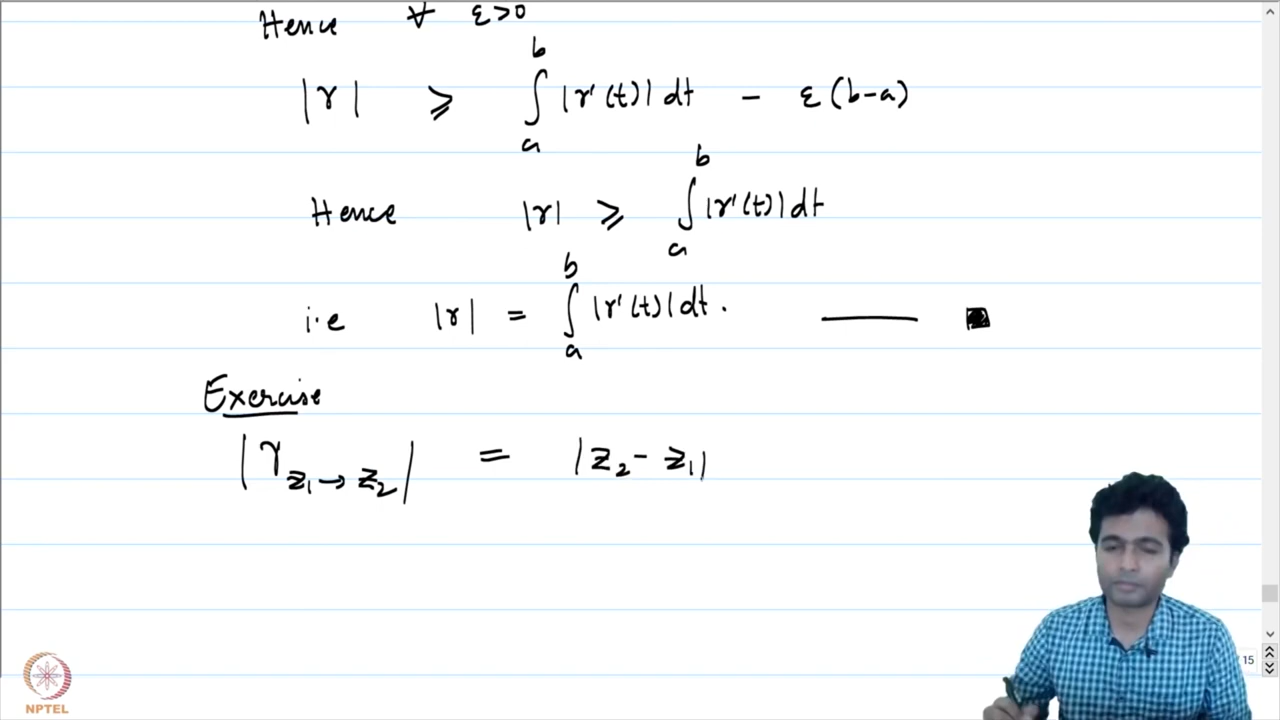 Hence ∀ ε>0
|γ| ⩾ ∫_a^b |γ'(t)| dt − ε(b-a)
Hence |γ| ⩾ ∫_a^b |γ'(t)| dt
i.e |γ| = ∫_a^b |γ'(t)| dt. ——— ■
Exercise
|γ_{z₁→z₂}| = |z₂ - z₁|
/ 15
NPTEL